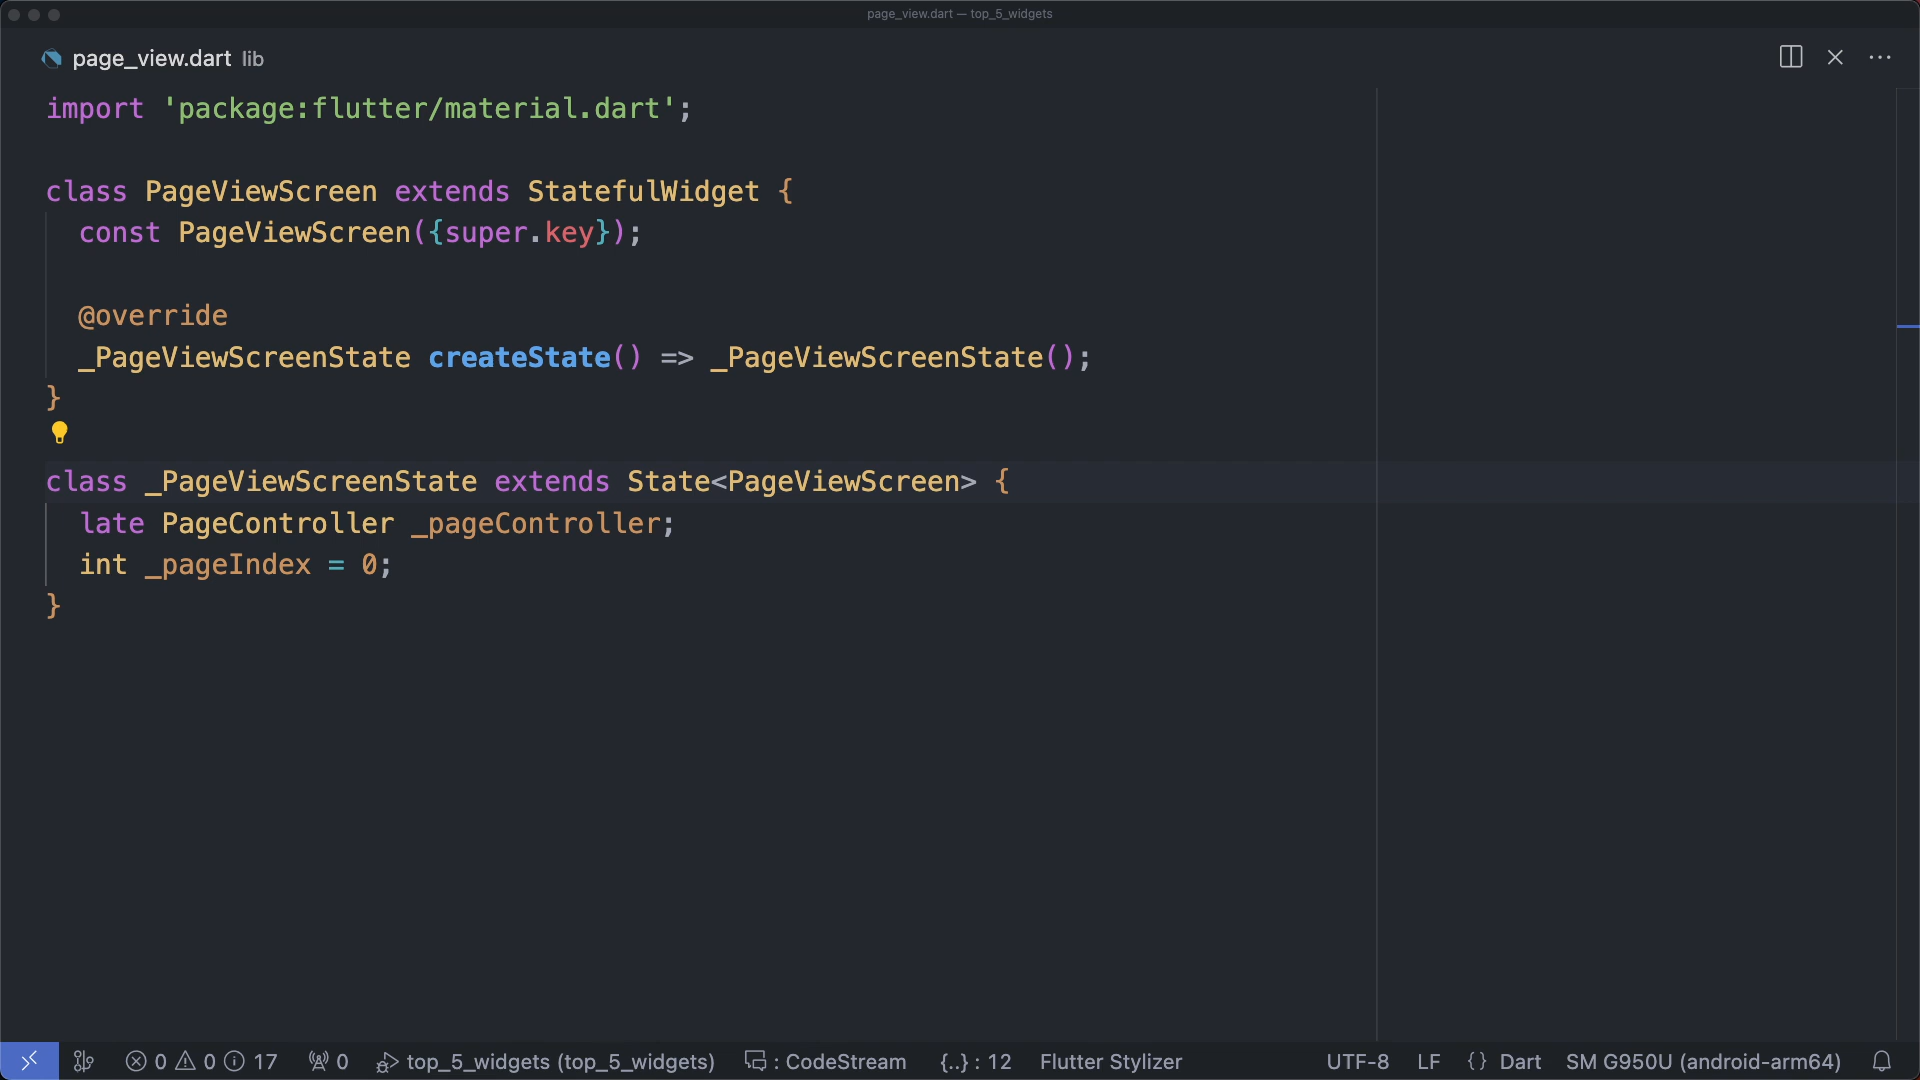 page_view.dart — top_5_widgets
page_view.dart lib
import 'package:flutter/material.dart';
class PageViewScreen extends StatefulWidget {
const PageViewScreen({super.key});
@override
_PageViewScreenState createState() => _PageViewScreenState();
}
class _PageViewScreenState extends State<PageViewScreen> {
late PageController _pageController;
int _pageIndex = 0;
}
0 0 17 0 top_5_widgets (top_5_widgets) : CodeStream {..} : 12 Flutter Stylizer UTF-8 LF {} Dart SM G950U (android-arm64)